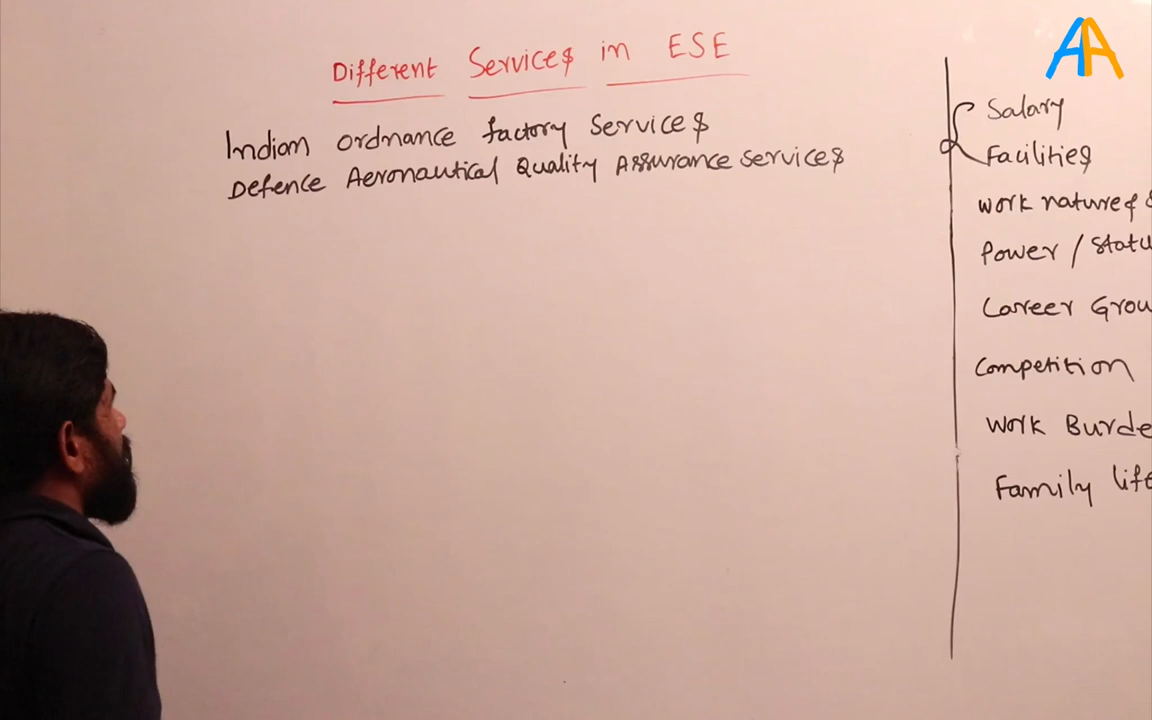 Different Services in ESE
Indian ordnance factory Services
Defence Aeronautical Quality Assurance services
Salary
Facilities
work nature &
Power / Statu
Career Grou
Competition
Work Burde
Family life
AA